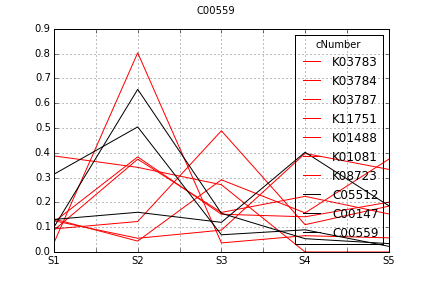 C00559
0.9
0.8
0.7
0.6
0.5
0.4
0.3
0.2
0.1
0.0
S1
S2
S3
S4
S5
cNumber
K03783
K03784
K03787
K11751
K01488
K01081
K08723
C05512
C00147
C00559